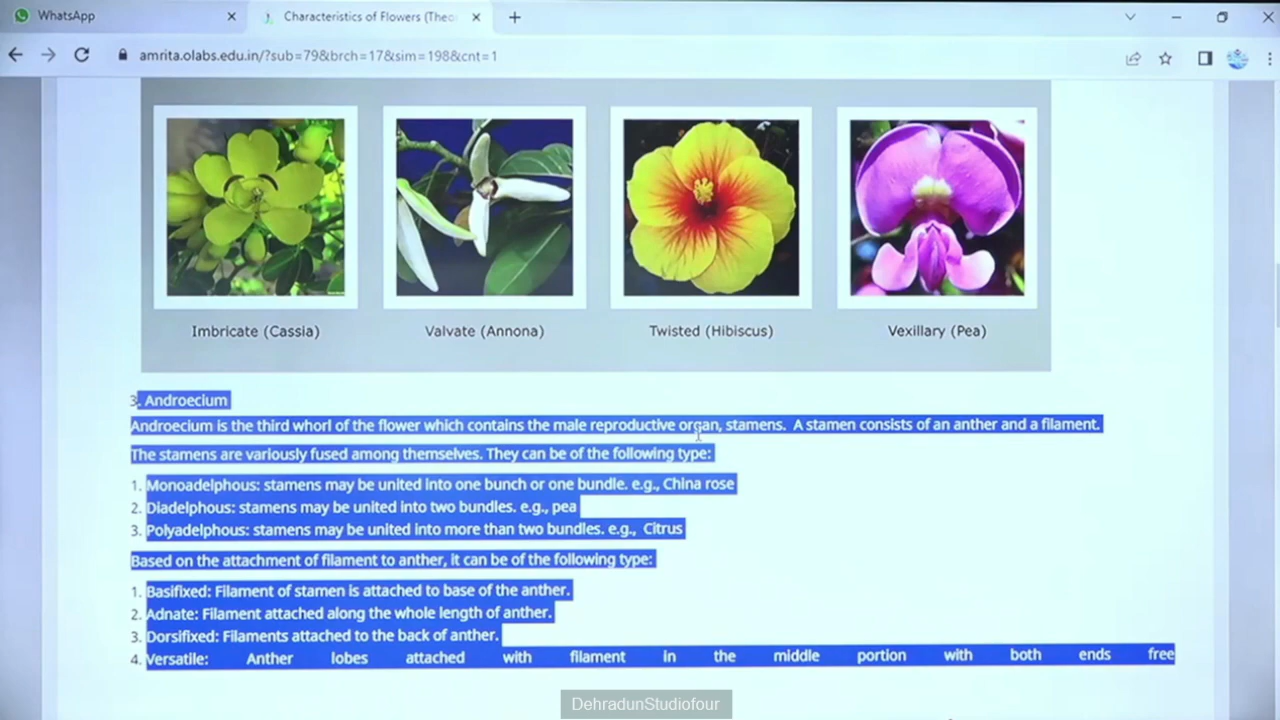 WhatsApp
Characteristics of Flowers (Theo
amrita.olabs.edu.in/?sub=79&brch=17&sim=198&cnt=1
Imbricate (Cassia)
Valvate (Annona)
Twisted (Hibiscus)
Vexillary (Pea)
3. Androecium
Androecium is the third whorl of the flower which contains the male reproductive organ, stamens. A stamen consists of an anther and a filament.
The stamens are variously fused among themselves. They can be of the following type:
1. Monoadelphous: stamens may be united into one bunch or one bundle. e.g., China rose
2. Diadelphous: stamens may be united into two bundles. e.g., pea
3. Polyadelphous: stamens may be united into more than two bundles. e.g., Citrus
Based on the attachment of filament to anther, it can be of the following type:
1. Basifixed: Filament of stamen is attached to base of the anther.
2. Adnate: Filament attached along the whole length of anther.
3. Dorsifixed: Filaments attached to the back of anther.
4. Versatile: Anther lobes attached with filament in the middle portion with both ends free
DehradunStudiofour